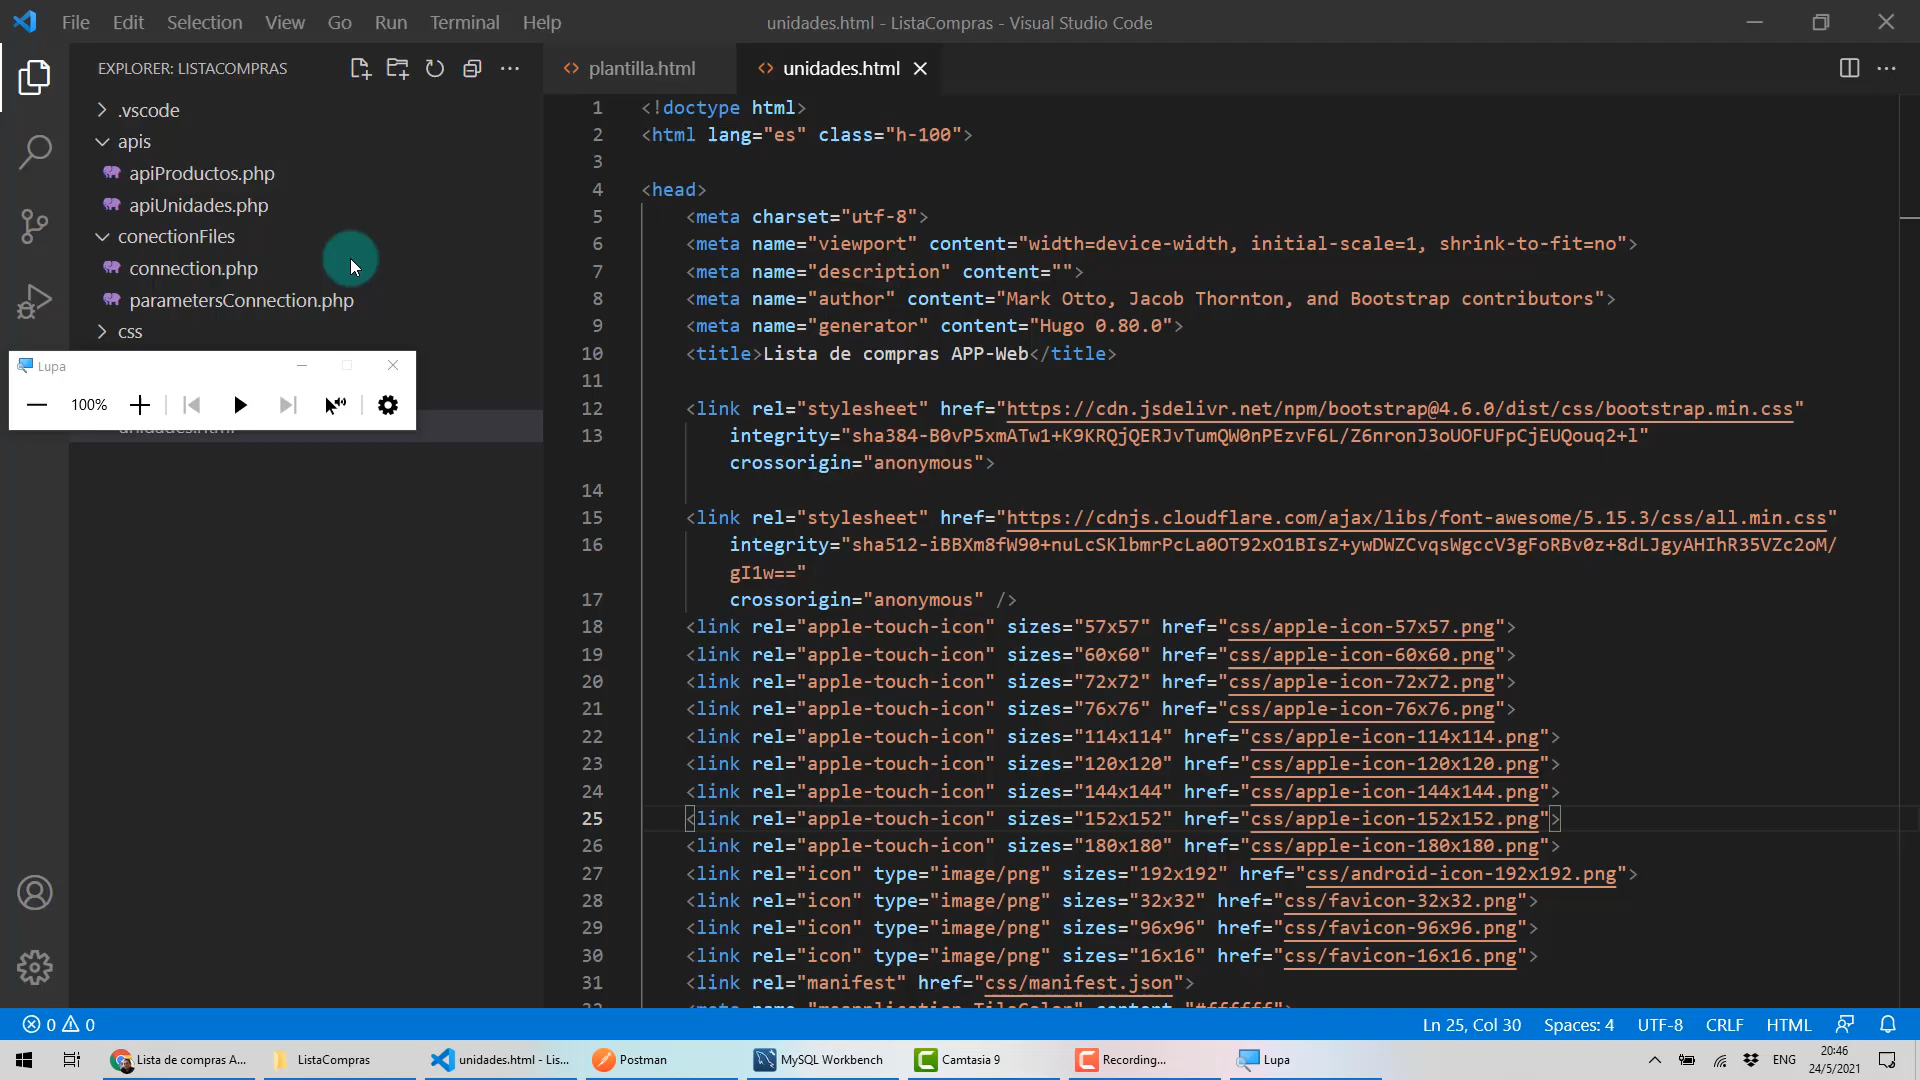 File Edit Selection View Go Run Terminal Help
unidades.html - ListaCompras - Visual Studio Code
EXPLORER: LISTACOMPRAS
.vscode
apis
apiProductos.php
apiUnidades.php
conectionFiles
connection.php
parametersConnection.php
css
Lupa
100%
unidades.html
plantilla.html
unidades.html
1 <!doctype html>
2 <html lang="es" class="h-100">
3
4 <head>
5 <meta charset="utf-8">
6 <meta name="viewport" content="width=device-width, initial-scale=1, shrink-to-fit=no">
7 <meta name="description" content="">
8 <meta name="author" content="Mark Otto, Jacob Thornton, and Bootstrap contributors">
9 <meta name="generator" content="Hugo 0.80.0">
10 <title>Lista de compras APP-Web</title>
11
12 <link rel="stylesheet" href="https://cdn.jsdelivr.net/npm/bootstrap@4.6.0/dist/css/bootstrap.min.css"
13 integrity="sha384-B0vP5xmATw1+K9KRQjQERJvTumQW0nPEzvF6L/Z6nronJ3oUOFUFpCjEUQouq2+l"
crossorigin="anonymous">
14
15 <link rel="stylesheet" href="https://cdnjs.cloudflare.com/ajax/libs/font-awesome/5.15.3/css/all.min.css"
16 integrity="sha512-iBBXm8fW90+nuLcSKlbmrPcLa0OT92xO1BIsZ+ywDWZCvqsWgccV3gFoRBv0z+8dLJgyAHIhR35VZc2oM/
gI1w=="
17 crossorigin="anonymous" />
18 <link rel="apple-touch-icon" sizes="57x57" href="css/apple-icon-57x57.png">
19 <link rel="apple-touch-icon" sizes="60x60" href="css/apple-icon-60x60.png">
20 <link rel="apple-touch-icon" sizes="72x72" href="css/apple-icon-72x72.png">
21 <link rel="apple-touch-icon" sizes="76x76" href="css/apple-icon-76x76.png">
22 <link rel="apple-touch-icon" sizes="114x114" href="css/apple-icon-114x114.png">
23 <link rel="apple-touch-icon" sizes="120x120" href="css/apple-icon-120x120.png">
24 <link rel="apple-touch-icon" sizes="144x144" href="css/apple-icon-144x144.png">
25 <link rel="apple-touch-icon" sizes="152x152" href="css/apple-icon-152x152.png">
26 <link rel="apple-touch-icon" sizes="180x180" href="css/apple-icon-180x180.png">
27 <link rel="icon" type="image/png" sizes="192x192" href="css/android-icon-192x192.png">
28 <link rel="icon" type="image/png" sizes="32x32" href="css/favicon-32x32.png">
29 <link rel="icon" type="image/png" sizes="96x96" href="css/favicon-96x96.png">
30 <link rel="icon" type="image/png" sizes="16x16" href="css/favicon-16x16.png">
31 <link rel="manifest" href="css/manifest.json">
32 <meta name="msapplication-TileColor" content="#ffffff">
0 0
Ln 25, Col 30 Spaces: 4 UTF-8 CRLF HTML
Lista de compras A... ListaCompras unidades.html - Lis... Postman MySQL Workbench Camtasia 9 Recording... Lupa
ENG
20:46
24/5/2021